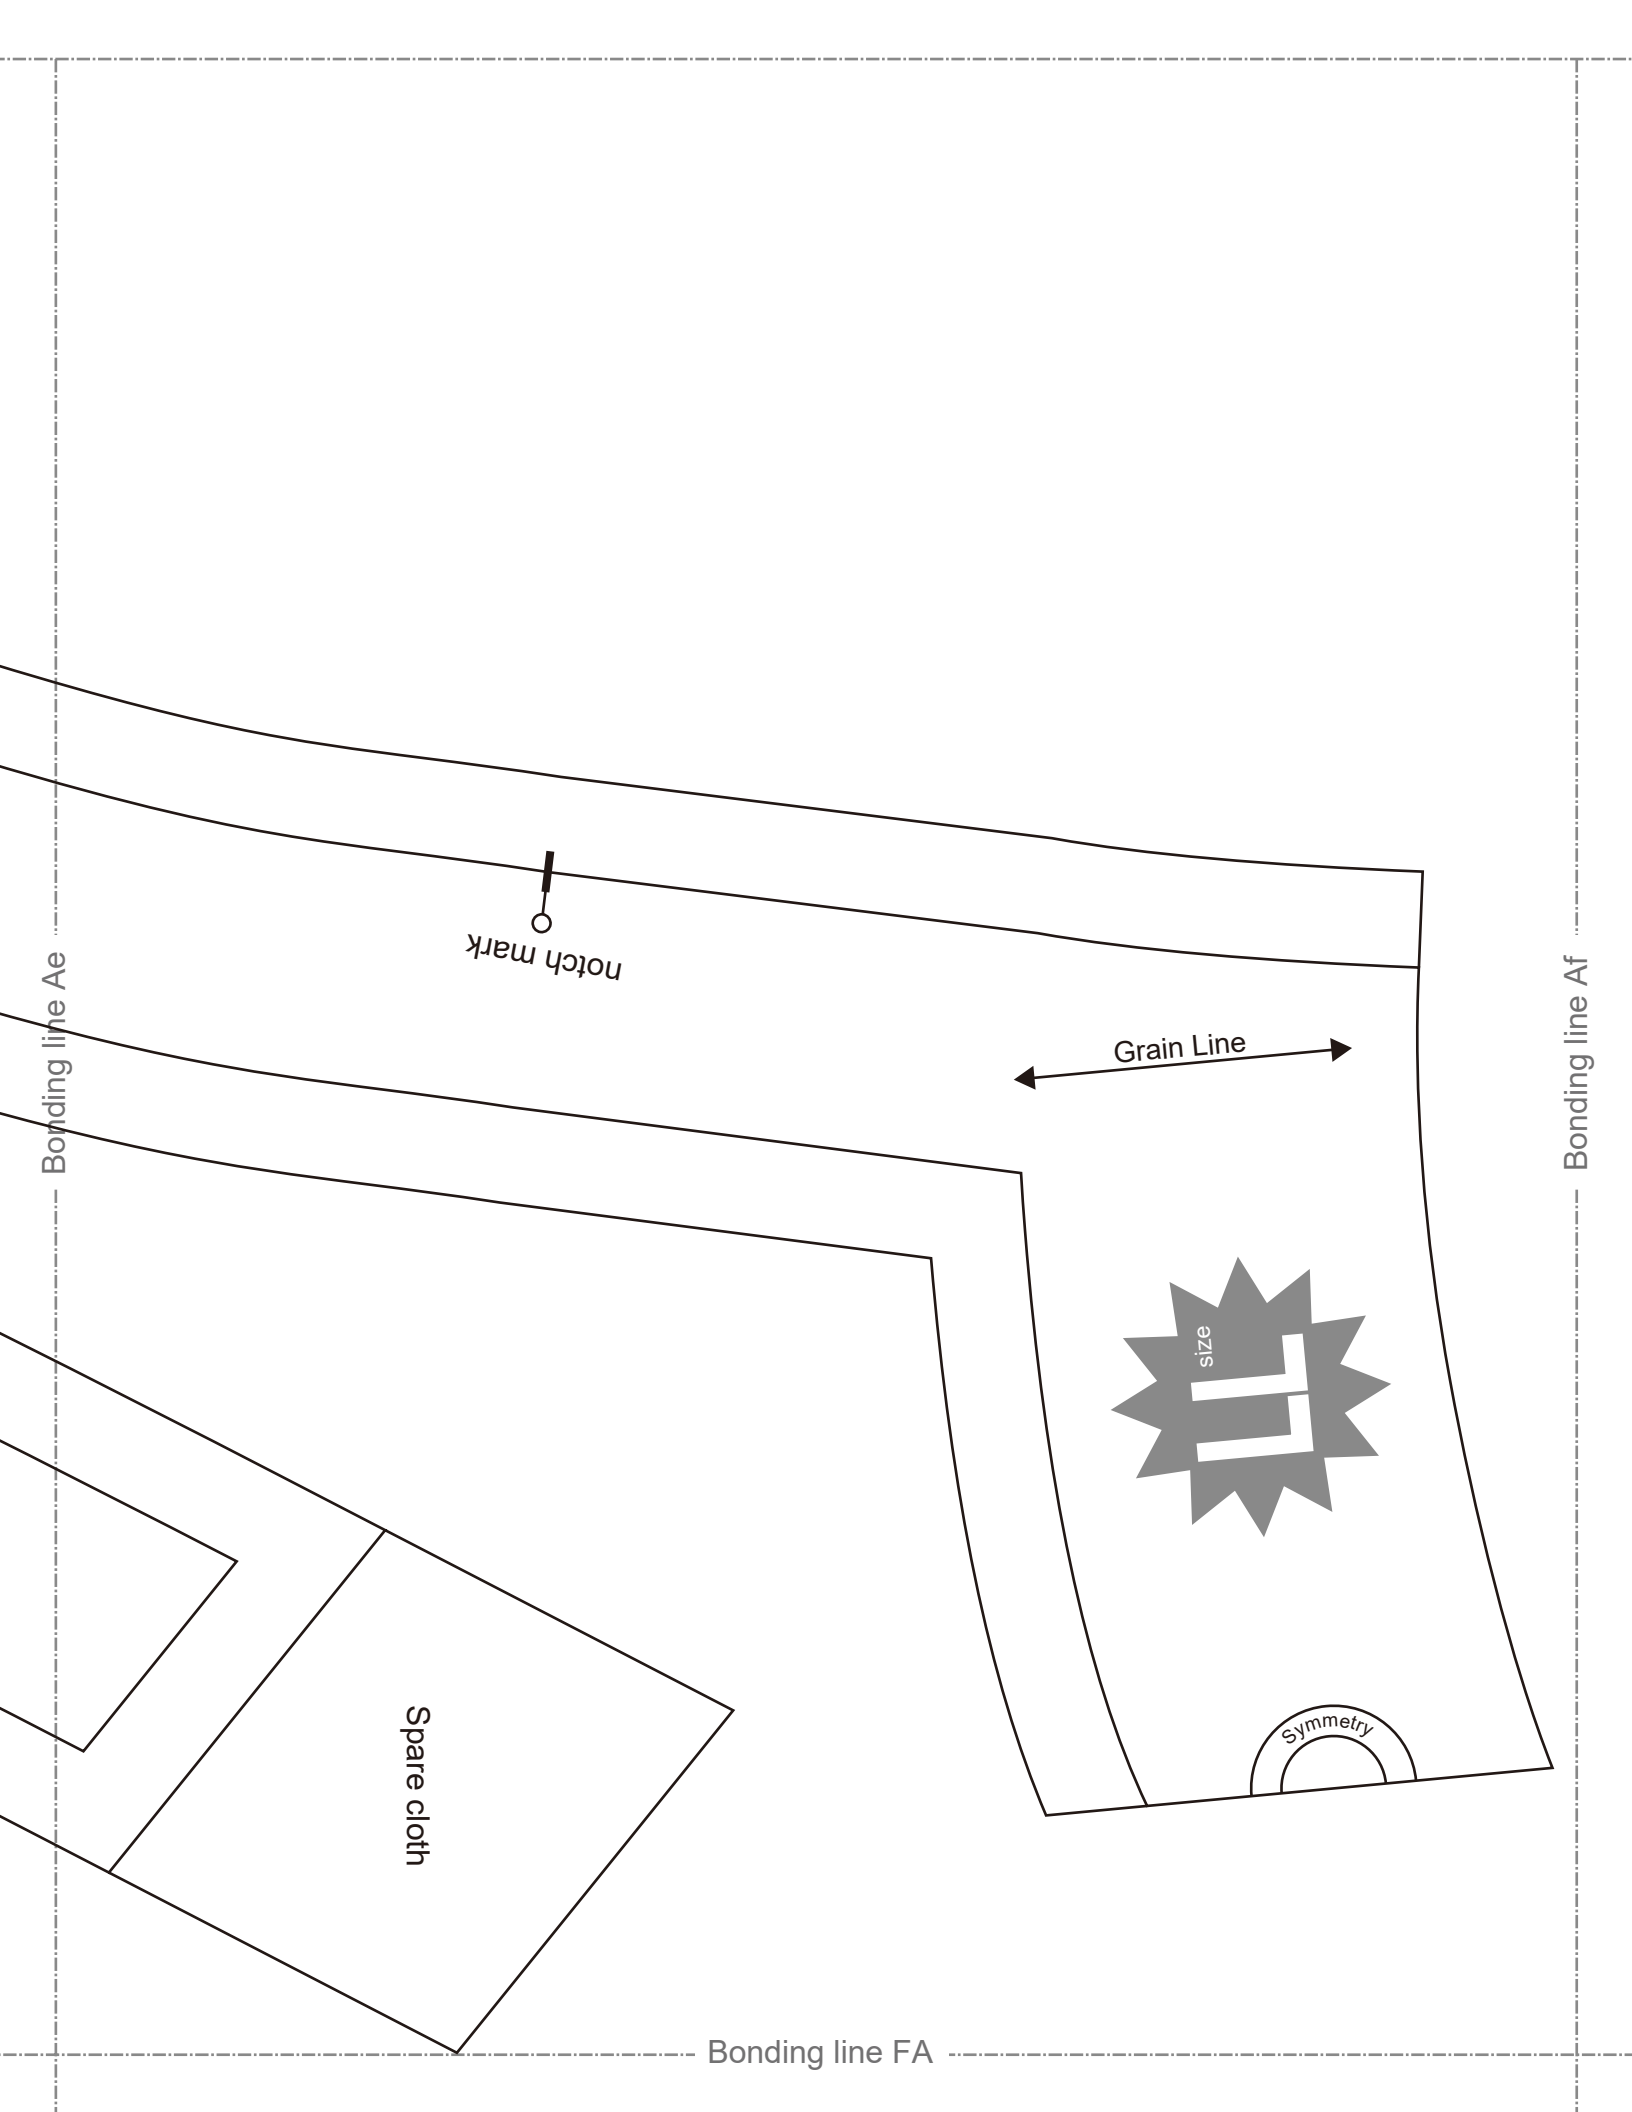 notch mark
Bonding line Ae
Bonding line Af
Grain Line
size
LL
Symmetry
Spare cloth
Bonding line FA